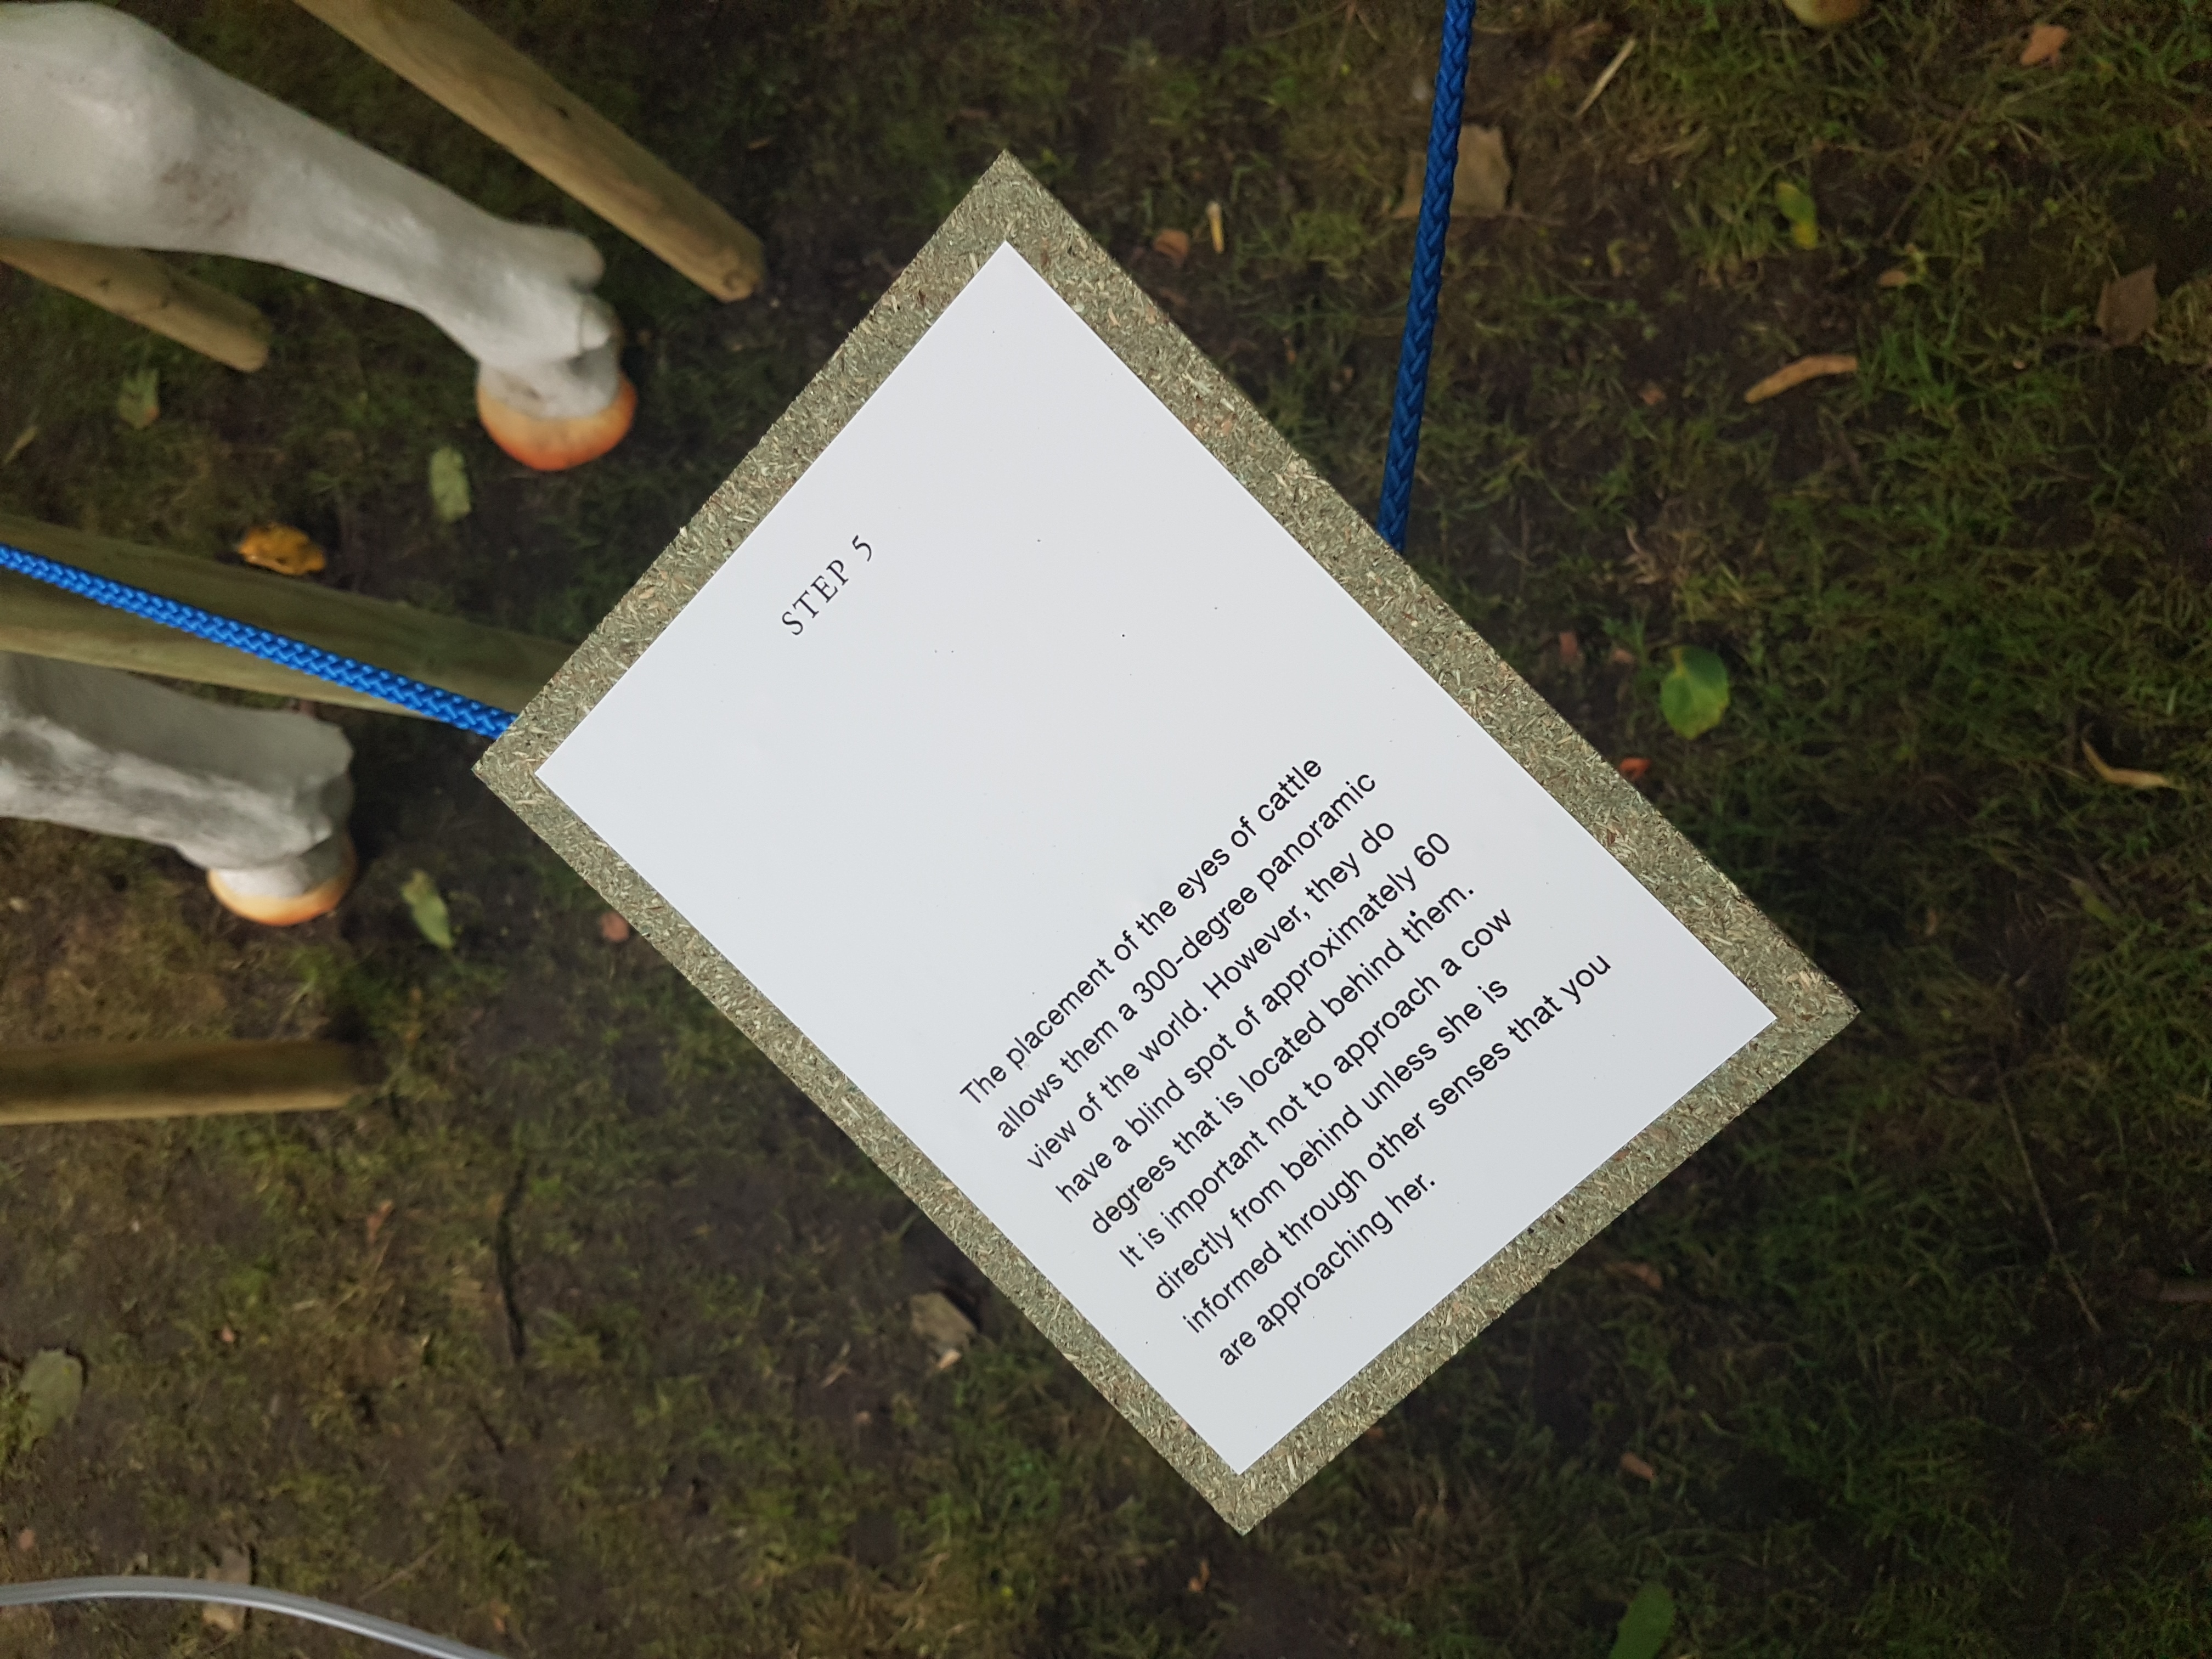 STEP 5
The placement of the eyes of cattle
allows them a 300-degree panoramic
view of the world. However, they do
have a blind spot of approximately 60
degrees that is located behind them.
It is important not to approach a cow
directly from behind unless she is
informed through other senses that you
are approaching her.